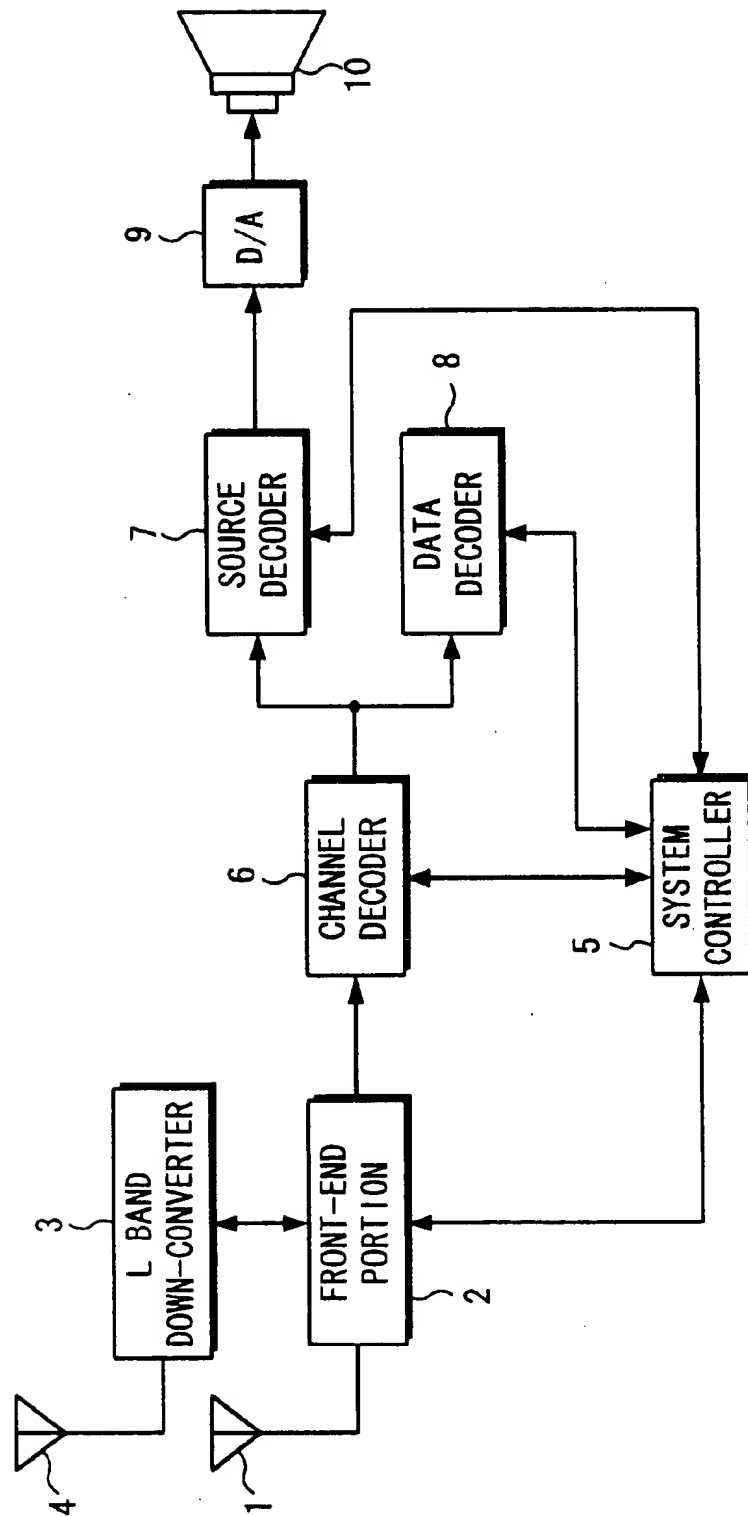 4
3
L BAND
DOWN-CONVERTER
1
FRONT-END
PORTION
2
6
CHANNEL
DECODER
7
SOURCE
DECODER
DATA
DECODER
8
9
D/A
10
5
SYSTEM
CONTROLLER